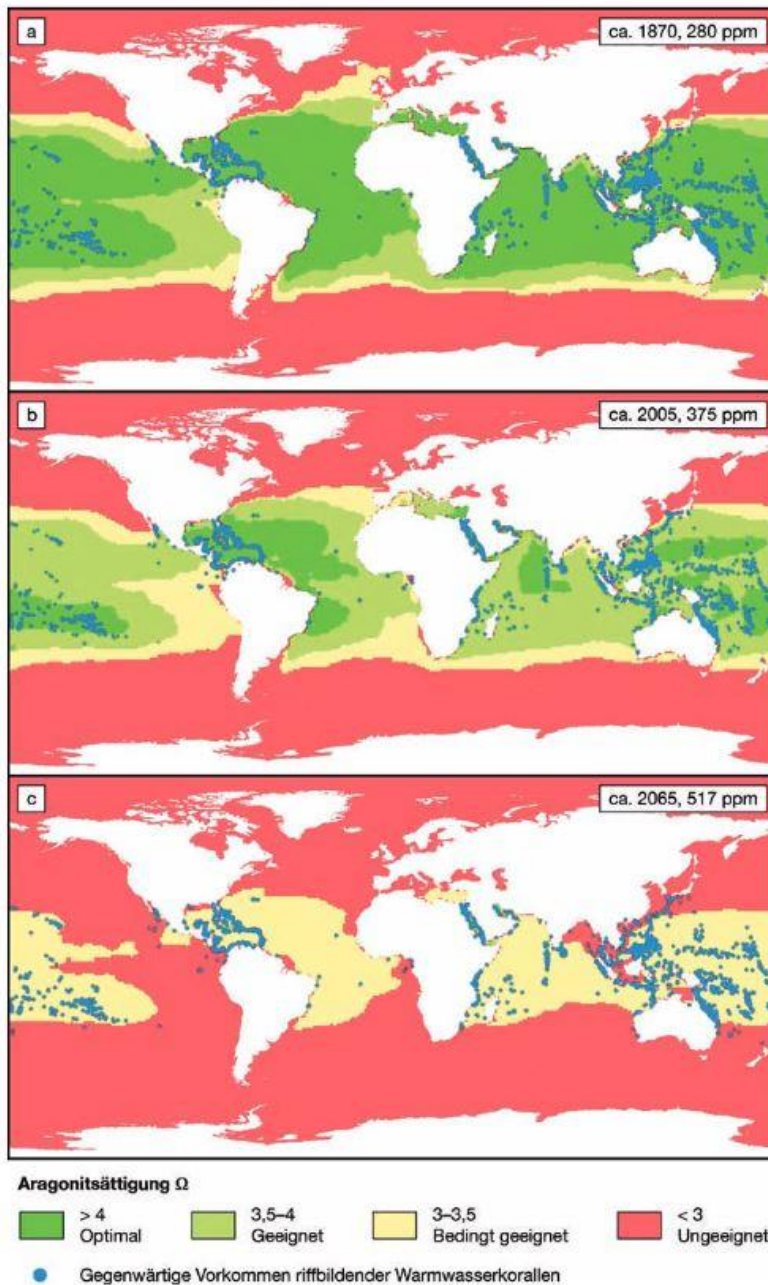 a
ca. 1870, 280 ppm
b
ca. 2005, 375 ppm
c
ca. 2065, 517 ppm
Aragonitsättigung Ω
> 4
Optimal
3,5–4
Geeignet
3–3,5
Bedingt geeignet
< 3
Ungeeignet
Gegenwärtige Vorkommen riffbildender Warmwasserkorallen